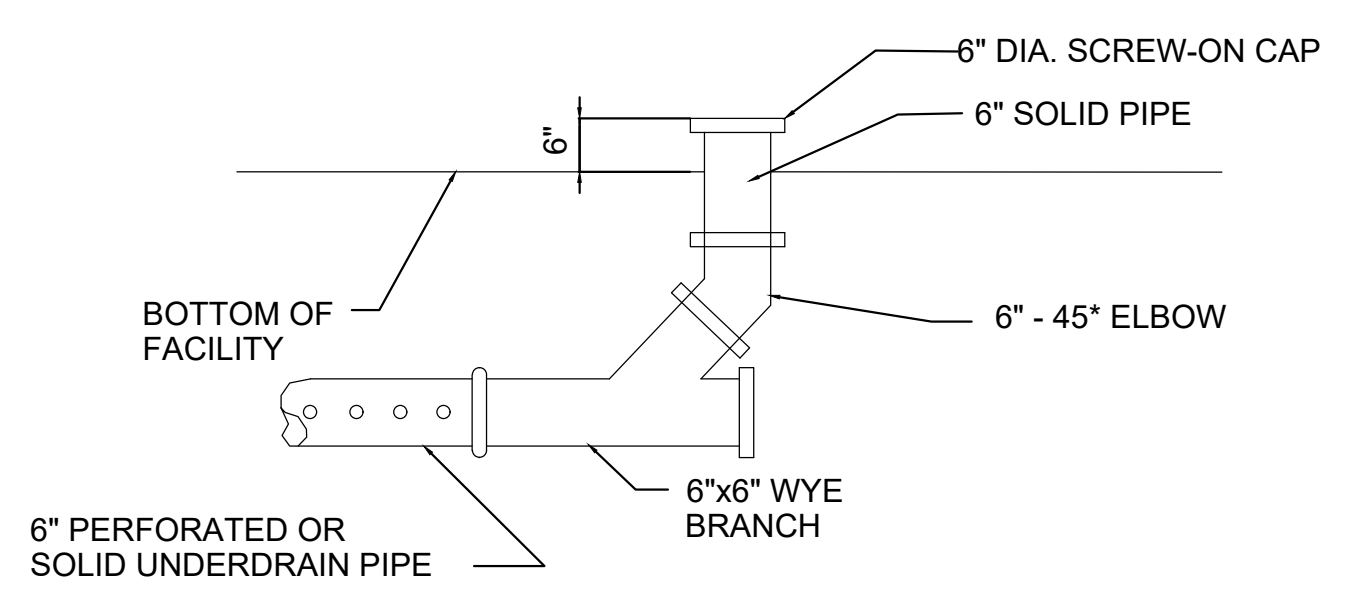 6" DIA. SCREW-ON CAP
6" SOLID PIPE
6"
BOTTOM OF
FACILITY
6" - 45* ELBOW
6"x6" WYE
BRANCH
6" PERFORATED OR
SOLID UNDERDRAIN PIPE